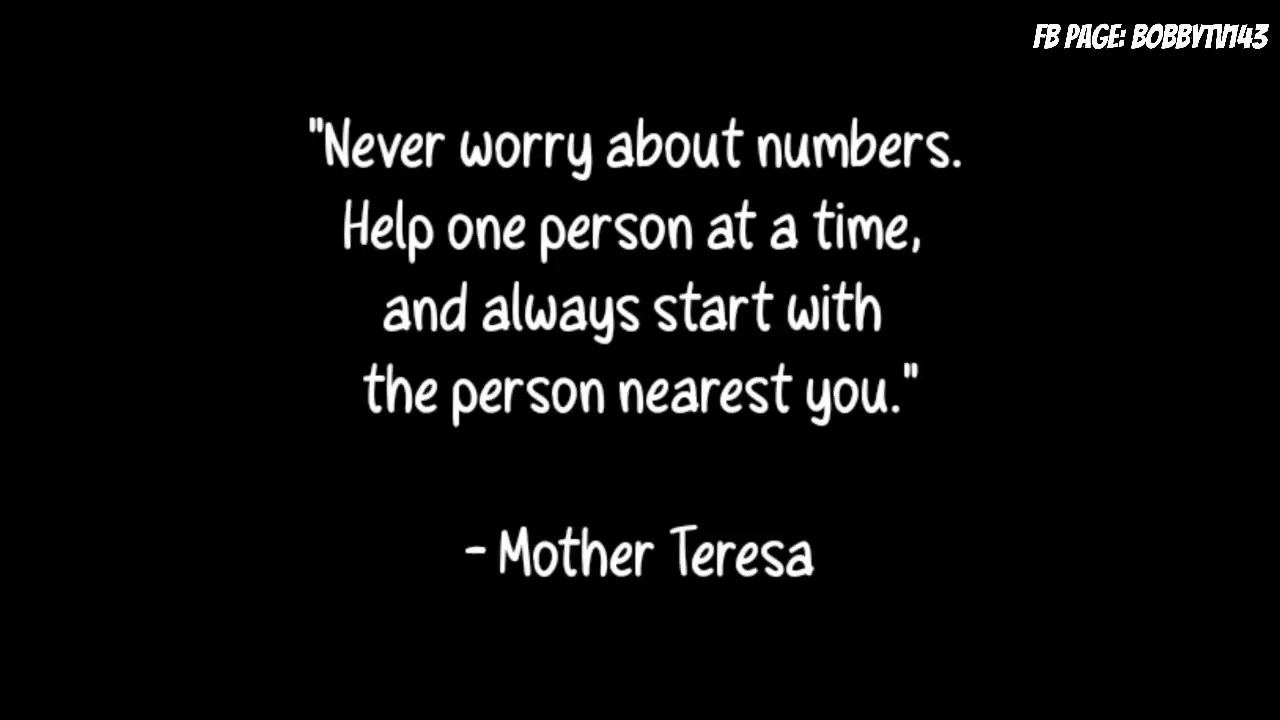 FB PAGE: BOBBYTV143
"Never worry about numbers.
Help one person at a time,
and always start with
the person nearest you."
- Mother Teresa